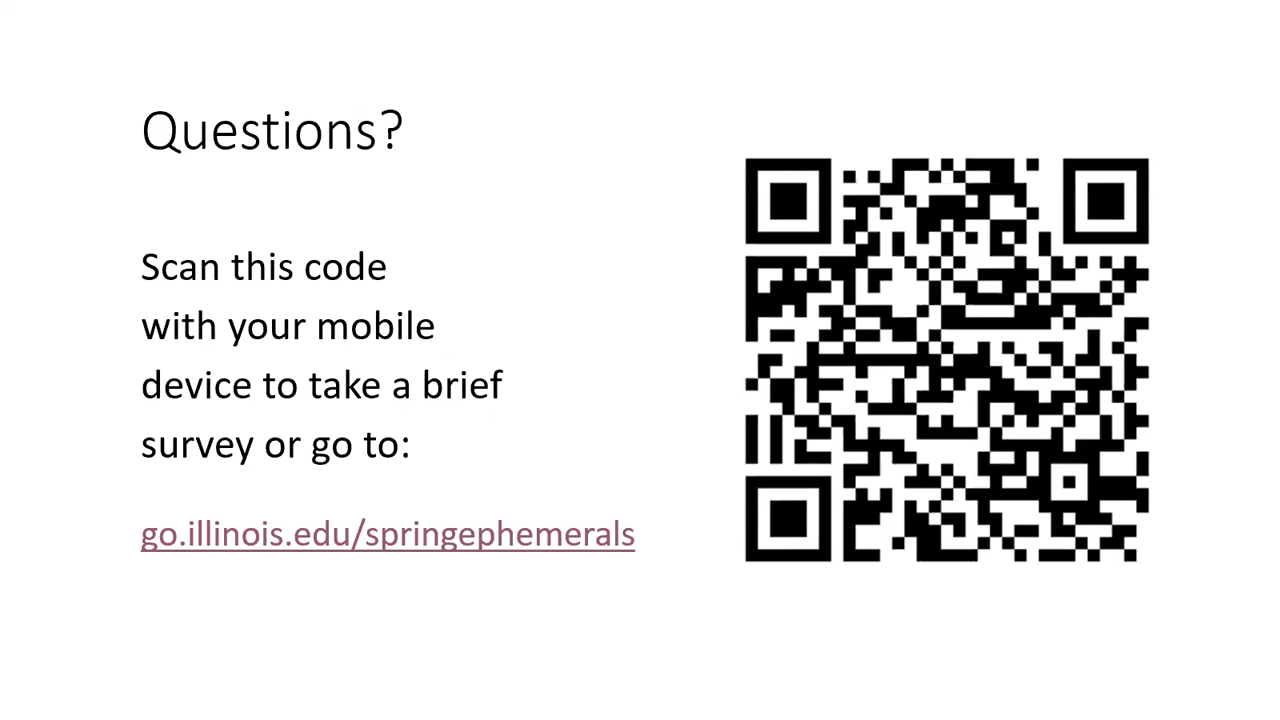 Questions?
Scan this code
with your mobile
device to take a brief
survey or go to:
go.illinois.edu/springephemerals